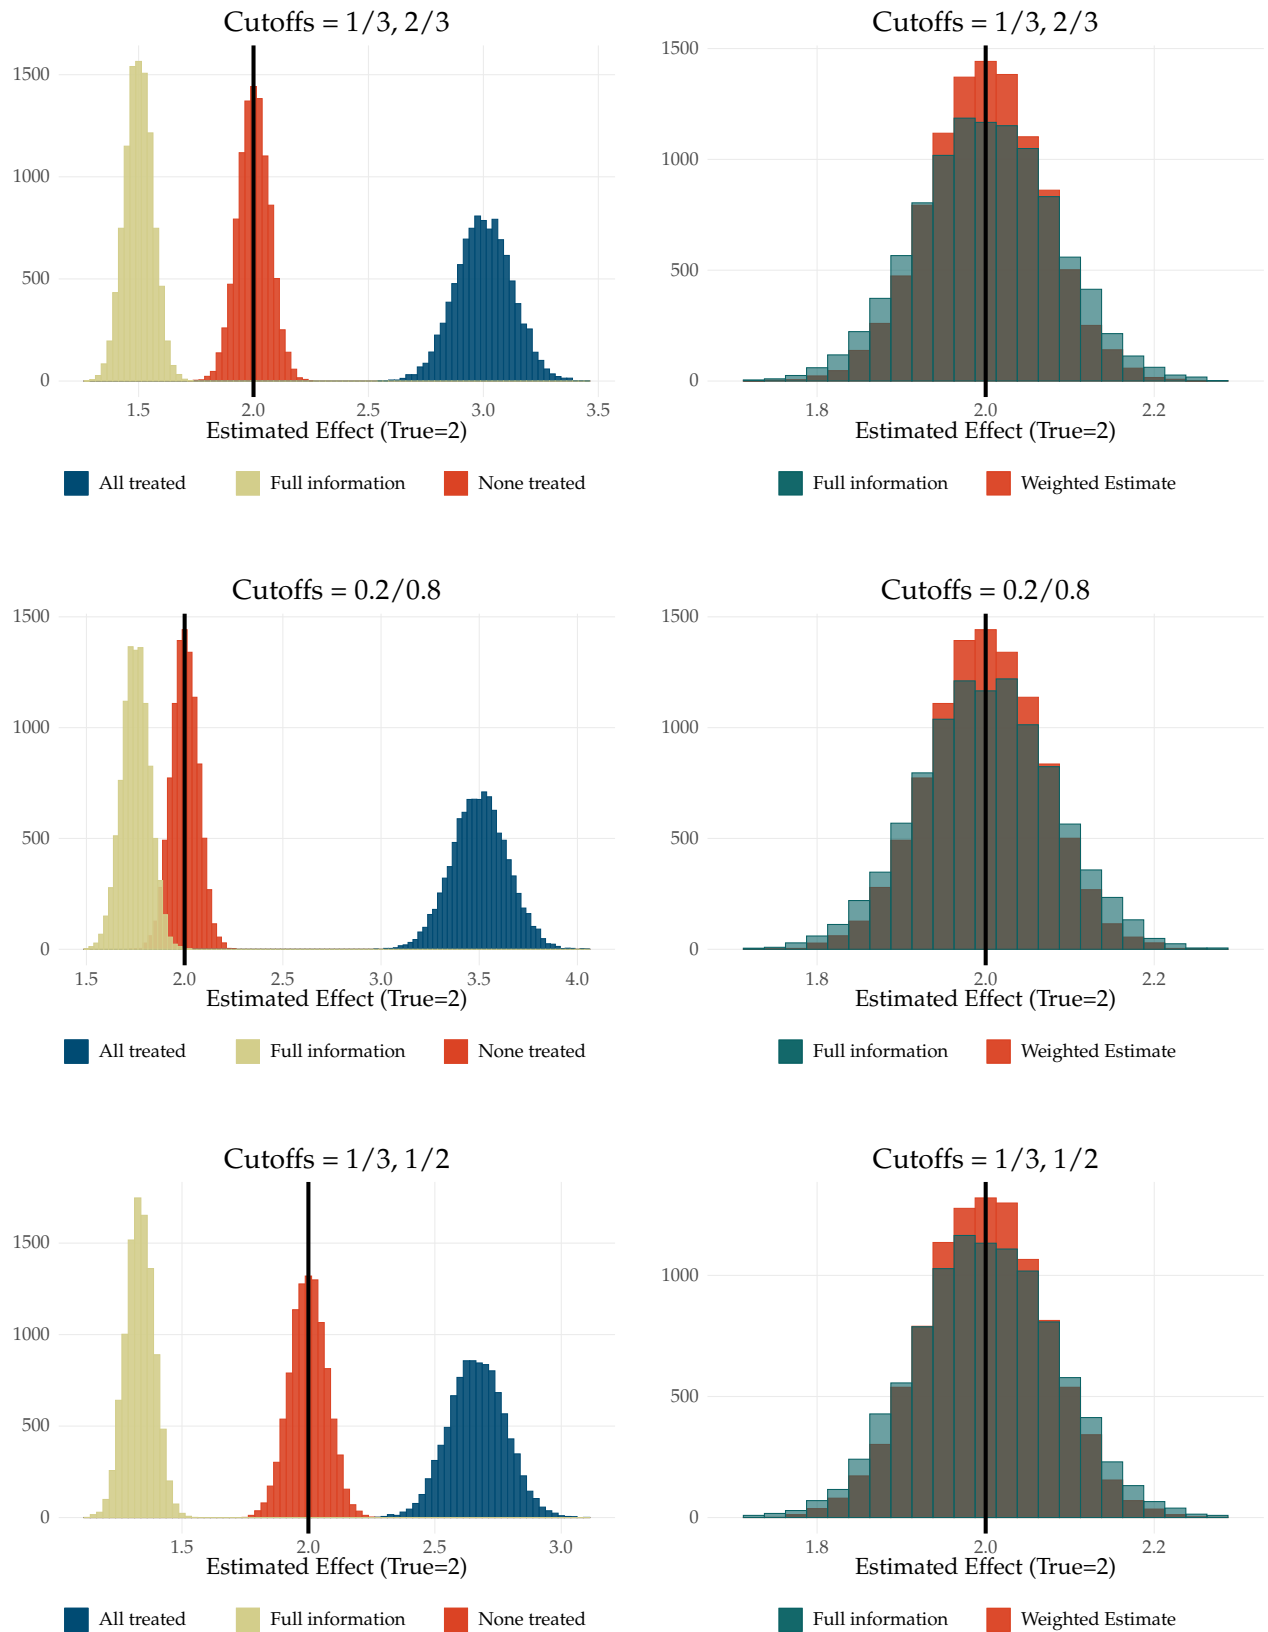 Cutoffs = 1/3, 2/3
1500
1000
500
0
1.5 2.0 2.5 3.0 3.5
Estimated Effect (True=2)
All treated Full information None treated
Cutoffs = 1/3, 2/3
1500
1000
500
0
1.8 2.0 2.2
Estimated Effect (True=2)
Full information Weighted Estimate
Cutoffs = 0.2/0.8
1500
1000
500
0
1.5 2.0 2.5 3.0 3.5 4.0
Estimated Effect (True=2)
All treated Full information None treated
Cutoffs = 0.2/0.8
1500
1000
500
0
1.8 2.0 2.2
Estimated Effect (True=2)
Full information Weighted Estimate
Cutoffs = 1/3, 1/2
1500
1000
500
0
1.5 2.0 2.5 3.0
Estimated Effect (True=2)
All treated Full information None treated
Cutoffs = 1/3, 1/2
1000
500
0
1.8 2.0 2.2
Estimated Effect (True=2)
Full information Weighted Estimate